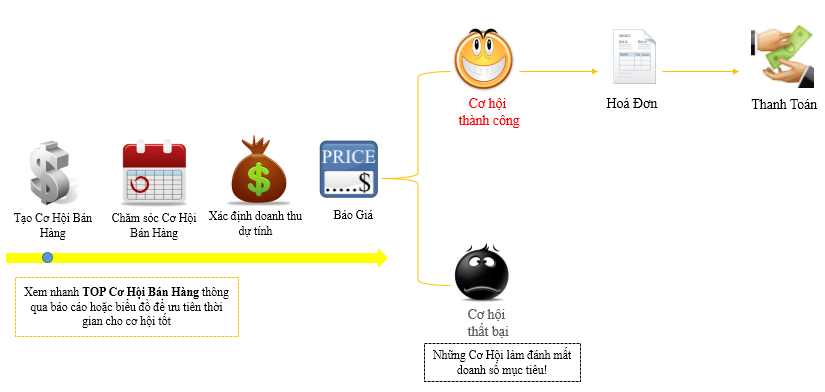 Cơ hội
thành công
Hoá Đơn
Thanh Toán
INVOICE
PRICE
.....$
Tạo Cơ Hội Bán
Hàng
Chăm sóc Cơ Hội
Bán Hàng
Xác định doanh thu
dự tính
Báo Giá
Xem nhanh TOP Cơ Hội Bán Hàng thông
qua báo cáo hoặc biểu đồ để ưu tiên thời
gian cho cơ hội tốt
Cơ hội
thất bại
Những Cơ Hội làm đánh mất
doanh số mục tiêu!